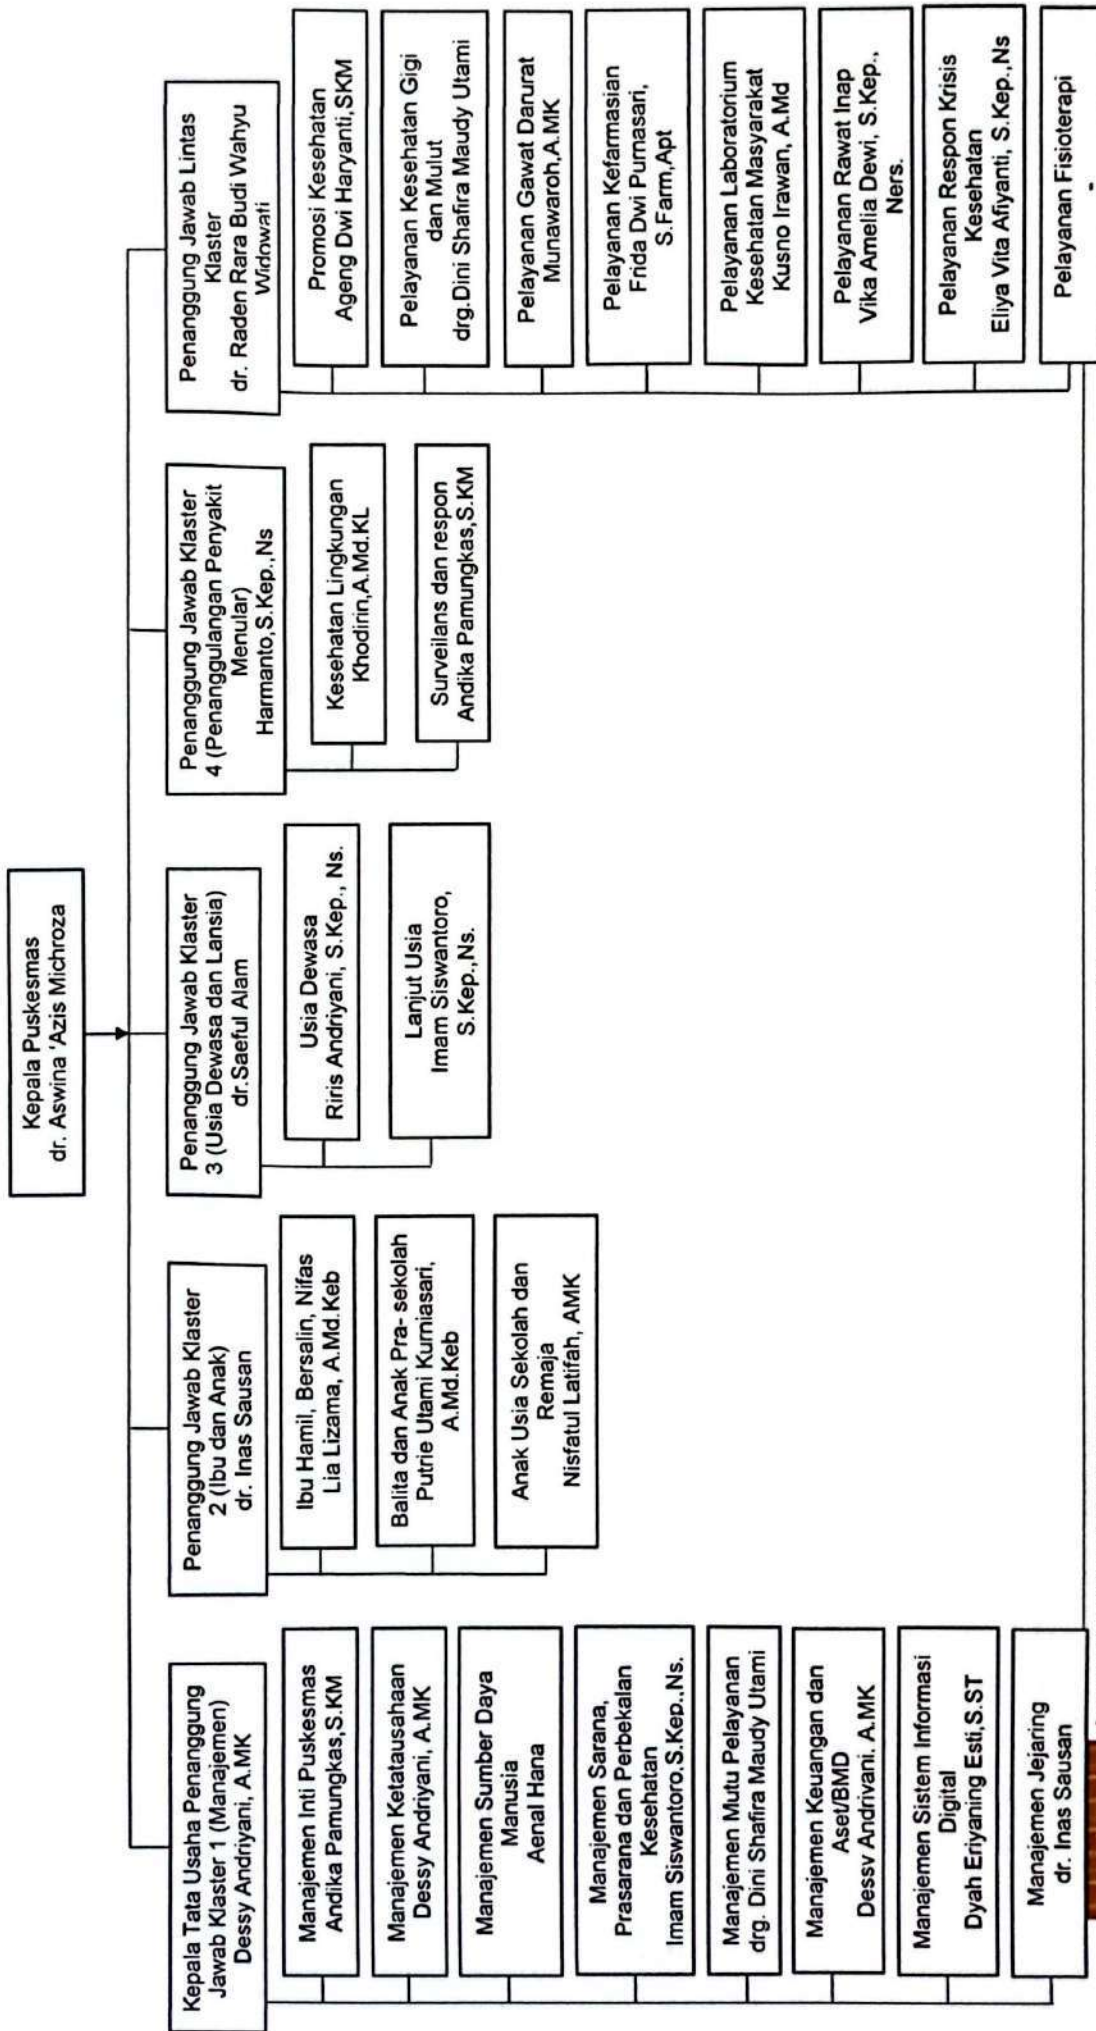 Kepala Puskesmas
dr. Aswina 'Azis Michroza
Kepala Tata Usaha Penanggung
Jawab Klaster 1 (Manajemen)
Dessy Andriyani, A.MK
Manajemen Inti Puskesmas
Andika Pamungkas,S.KM
Manajemen Ketatausahaan
Dessy Andriyani, A.MK
Manajemen Sumber Daya
Manusia
Aenal Hana
Manajemen Sarana,
Prasarana dan Perbekalan
Kesehatan
Imam Siswantoro.S.Kep..Ns.
Manajemen Mutu Pelayanan
drg. Dini Shafira Maudy Utami
Manajemen Keuangan dan
Aset/BMD
Dessv Andrivani. A.MK
Manajemen Sistem Informasi
Digital
Dyah Eriyaning Esti,S.ST
Manajemen Jejaring
dr. Inas Sausan
Penanggung Jawab Klaster
2 (Ibu dan Anak)
dr. Inas Sausan
Ibu Hamil, Bersalin, Nifas
Lia Lizama, A.Md.Keb
Balita dan Anak Pra- sekolah
Putrie Utami Kurniasari,
A.Md.Keb
Anak Usia Sekolah dan
Remaja
Nisfatul Latifah, AMK
Penanggung Jawab Klaster
3 (Usia Dewasa dan Lansia)
dr.Saeful Alam
Usia Dewasa
Riris Andriyani, S.Kep., Ns.
Lanjut Usia
Imam Siswantoro,
S.Kep.,Ns.
Penanggung Jawab Klaster
4 (Penanggulangan Penyakit
Menular)
Harmanto,S.Kep.,Ns
Kesehatan Lingkungan
Khodirin,A.Md.KL
Surveilans dan respon
Andika Pamungkas,S.KM
Penanggung Jawab Lintas
Klaster
dr. Raden Rara Budi Wahyu
Widowati
Promosi Kesehatan
Ageng Dwi Haryanti,SKM
Pelayanan Kesehatan Gigi
dan Mulut
drg.Dini Shafira Maudy Utami
Pelayanan Gawat Darurat
Munawaroh,A.MK
Pelayanan Kefarmasian
Frida Dwi Purnasari,
S.Farm,Apt
Pelayanan Laboratorium
Kesehatan Masyarakat
Kusno Irawan, A.Md
Pelayanan Rawat Inap
Vika Amelia Dewi, S.Kep.,
Ners.
Pelayanan Respon Krisis
Kesehatan
Eliya Vita Afiyanti, S.Kep.,Ns
Pelayanan Fisioterapi
-